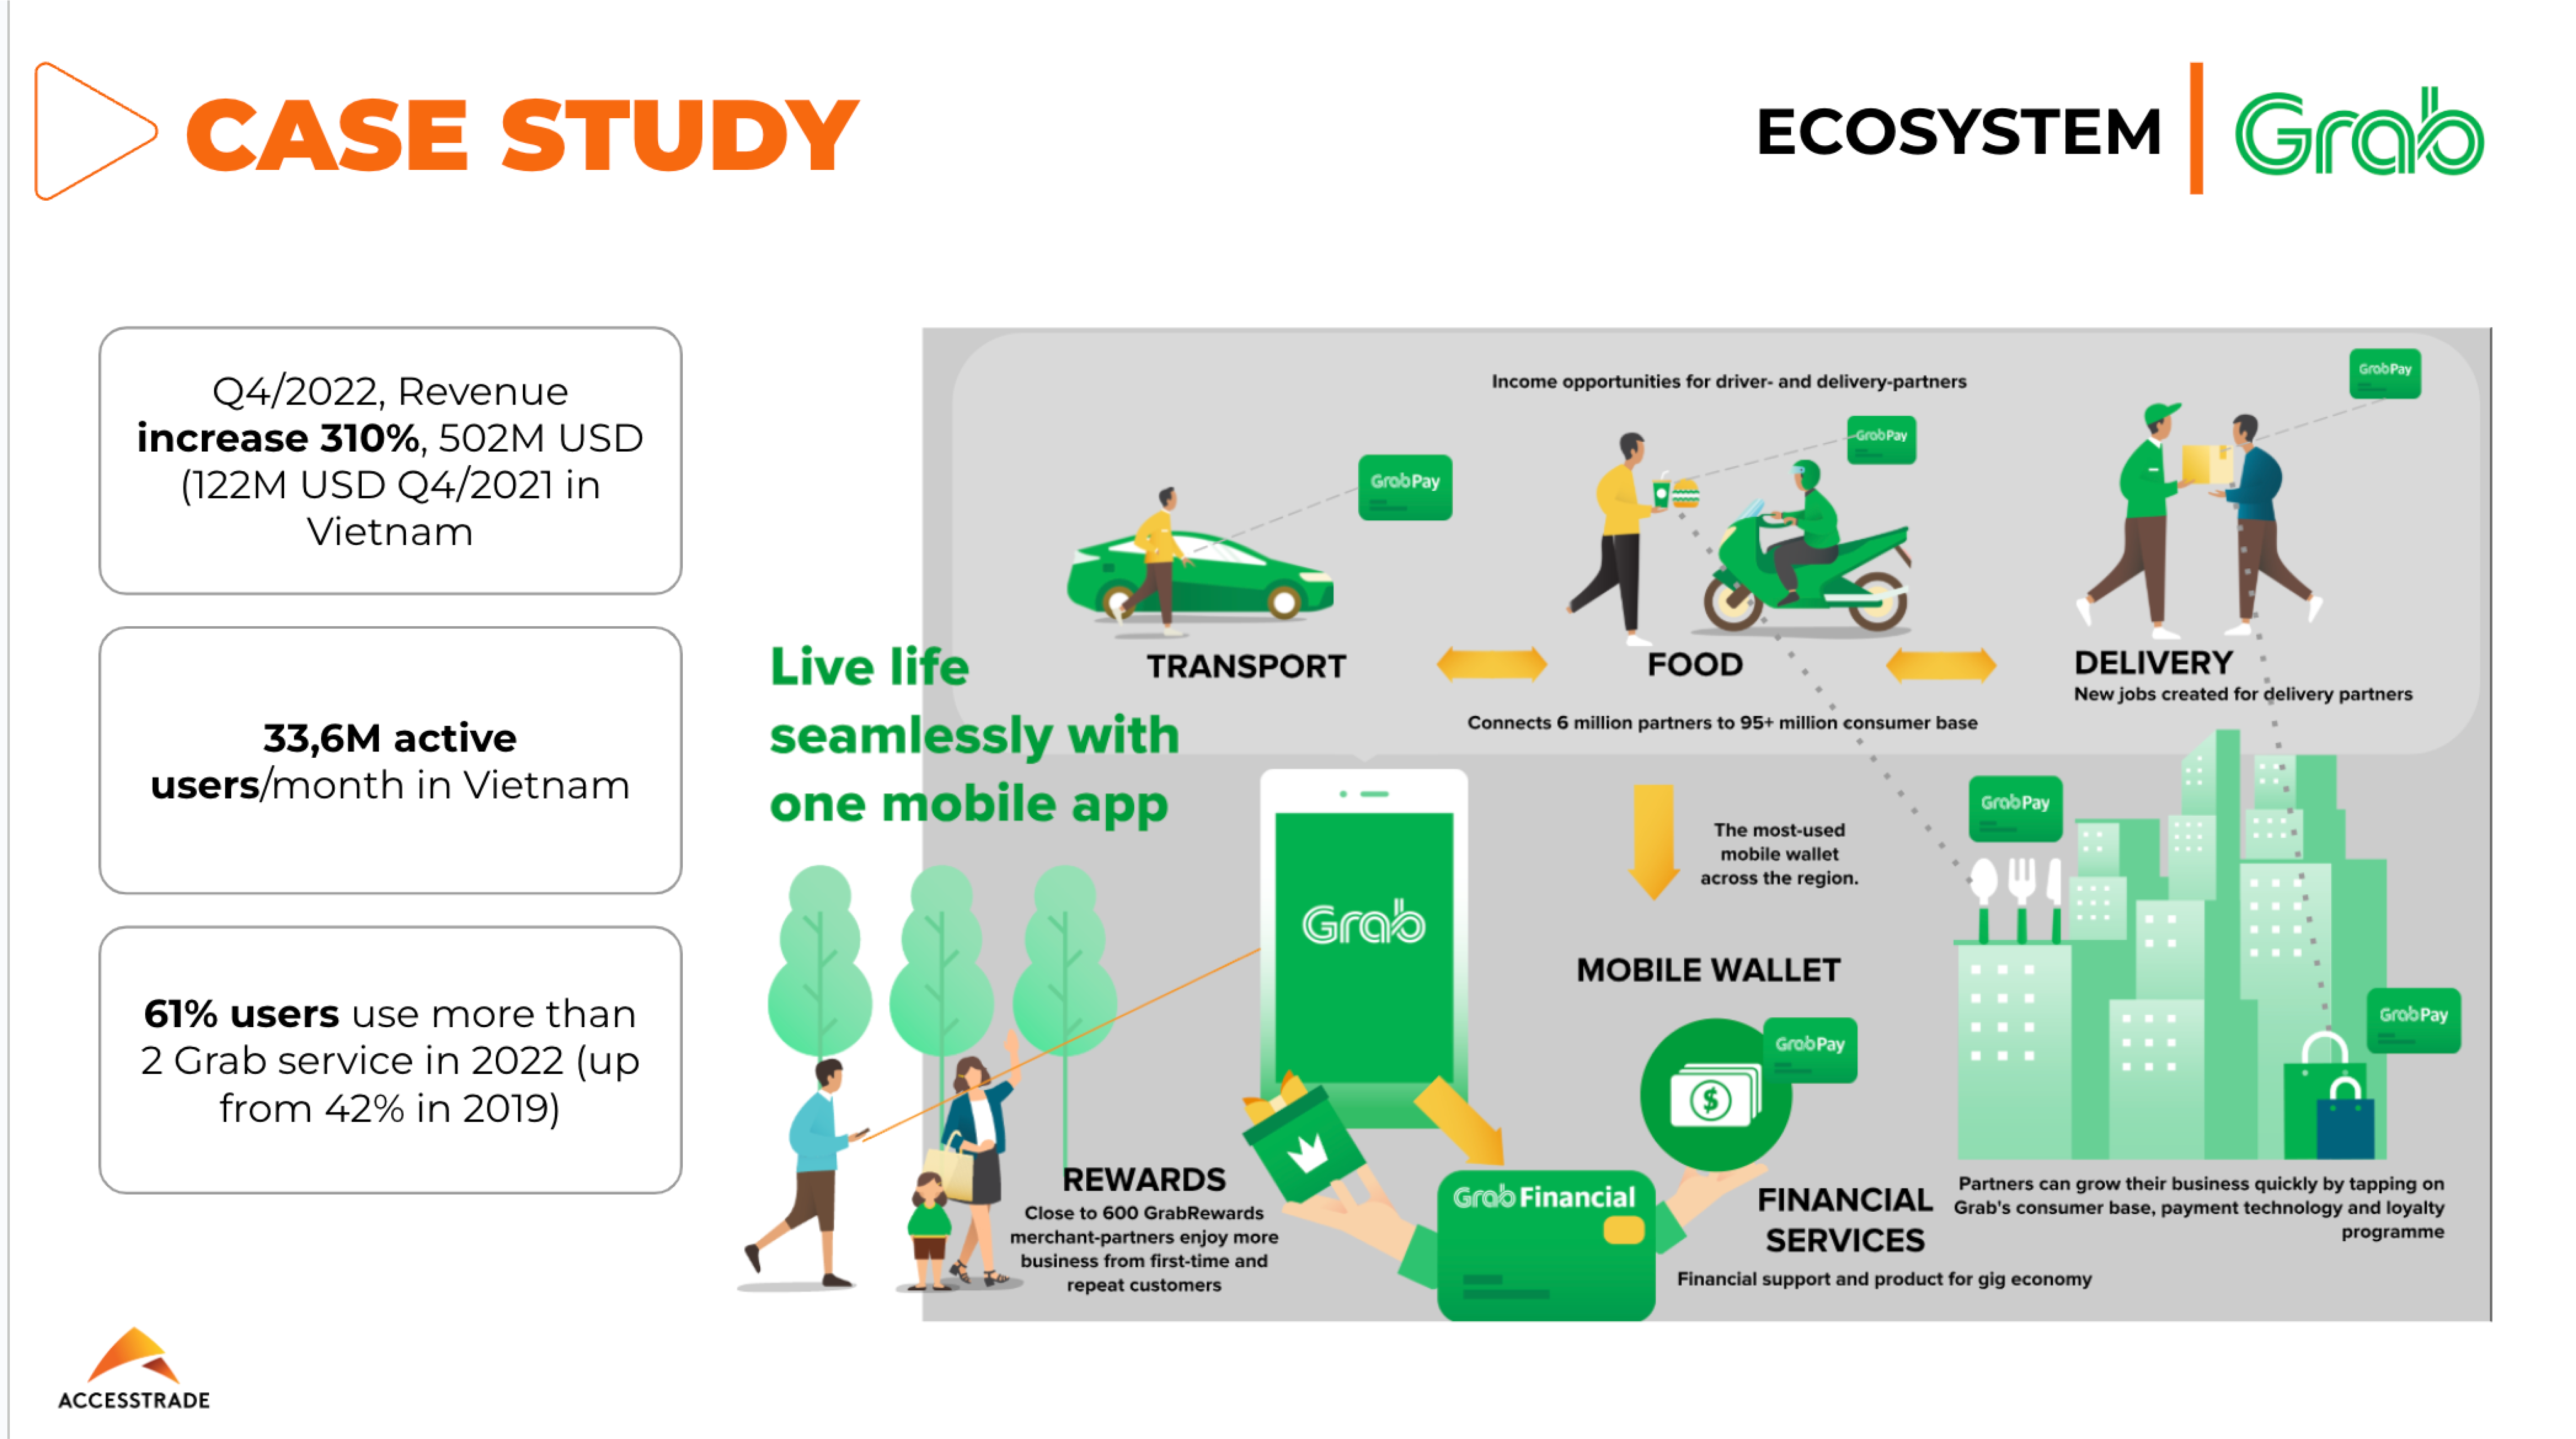 CASE STUDY
ECOSYSTEM
Grab
Q4/2022, Revenue
increase 310%, 502M USD
(122M USD Q4/2021 in
Vietnam
33,6M active
users/month in Vietnam
61% users use more than
2 Grab service in 2022 (up
from 42% in 2019)
Live life
seamlessly with
one mobile app
Income opportunities for driver- and delivery-partners
GrabPay
GrabPay
GrabPay
TRANSPORT
FOOD
DELIVERY
New jobs created for delivery partners
Connects 6 million partners to 95+ million consumer base
Grab
The most-used
mobile wallet
across the region.
MOBILE WALLET
GrabPay
GrabPay
GrabPay
REWARDS
Close to 600 GrabRewards
merchant-partners enjoy more
business from first-time and
repeat customers
Grab Financial
FINANCIAL
SERVICES
Financial support and product for gig economy
Partners can grow their business quickly by tapping on
Grab's consumer base, payment technology and loyalty
programme
ACCESSTRADE